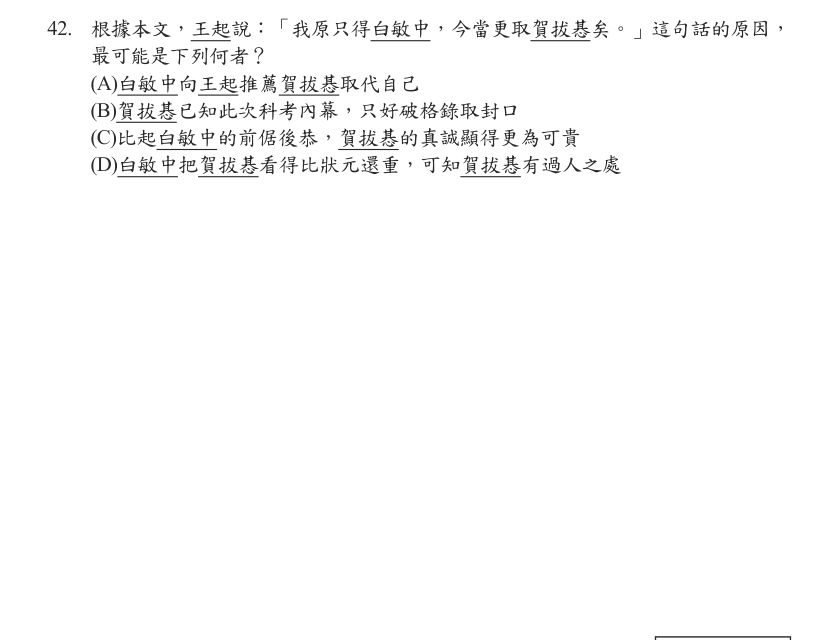 42. 根據本文，王起說：「我原只得白敏中，今當更取賀拔惎矣。」這句話的原因，
最可能是下列何者？
(A)白敏中向王起推薦賀拔惎取代自己
(B)賀拔惎已知此次科考內幕，只好破格錄取封口
(C)比起白敏中的前倨後恭，賀拔惎的真誠顯得更為可貴
(D)白敏中把賀拔惎看得比狀元還重，可知賀拔惎有過人之處